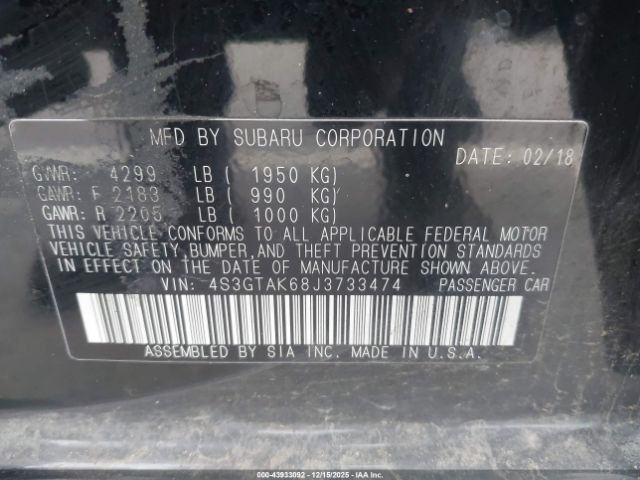 MFD BY SUBARU CORPORATION
DATE: 02/18
GVWR: 4299 LB ( 1950 KG)
GAWR: F 2183 LB ( 990 KG)
GAWR: R 2205 LB ( 1000 KG)
THIS VEHICLE CONFORMS TO ALL APPLICABLE FEDERAL MOTOR
VEHICLE SAFETY, BUMPER, AND THEFT PREVENTION STANDARDS
IN EFFECT ON THE DATE OF MANUFACTURE SHOWN ABOVE.
VIN: 4S3GTAK68J3733474 PASSENGER CAR
ASSEMBLED BY SIA INC. MADE IN U.S.A.
000-43933092 - 12/15/2025 - IAA Inc.